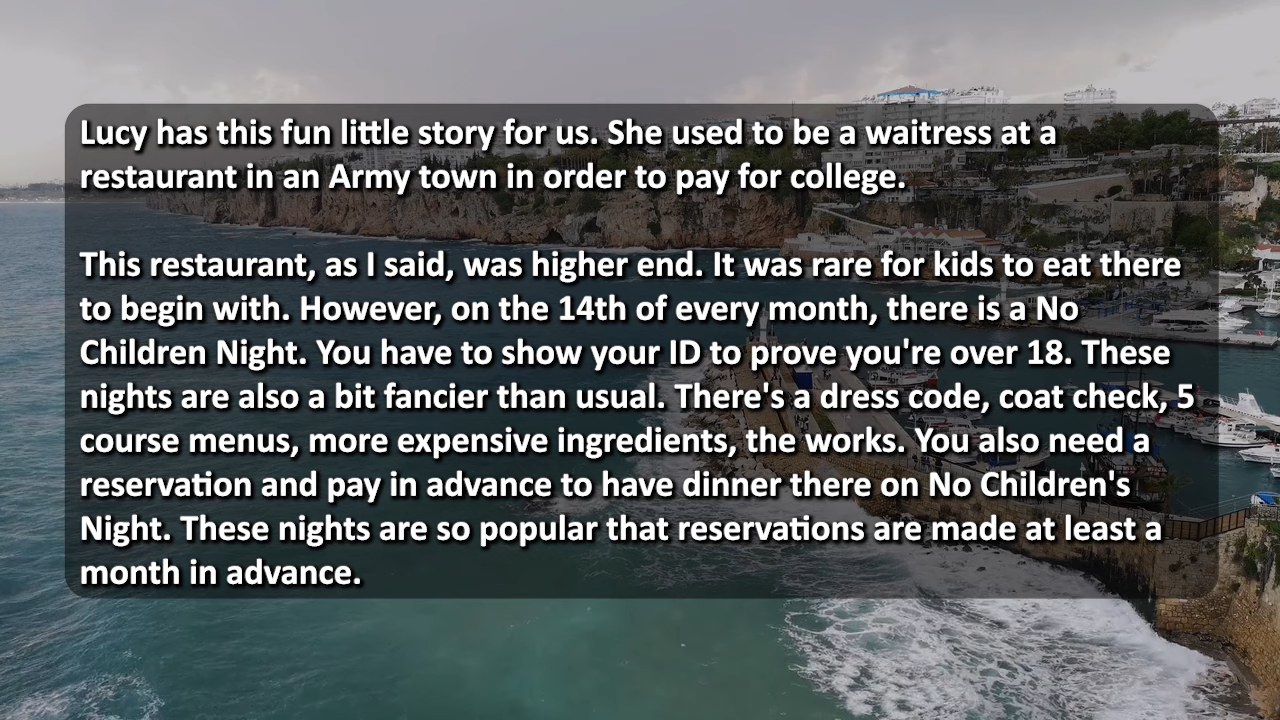 Lucy has this fun little story for us. She used to be a waitress at a
restaurant in an Army town in order to pay for college.
This restaurant, as I said, was higher end. It was rare for kids to eat there
to begin with. However, on the 14th of every month, there is a No
Children Night. You have to show your ID to prove you're over 18. These
nights are also a bit fancier than usual. There's a dress code, coat check, 5
course menus, more expensive ingredients, the works. You also need a
reservation and pay in advance to have dinner there on No Children's
Night. These nights are so popular that reservations are made at least a
month in advance.